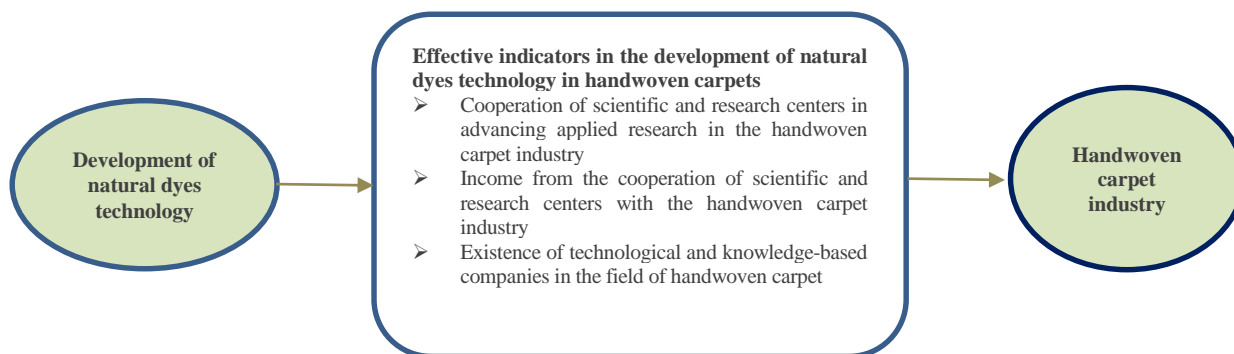 Development of
natural dyes
technology
Effective indicators in the development of natural
dyes technology in handwoven carpets
➢ Cooperation of scientific and research centers in
advancing applied research in the handwoven
carpet industry
➢ Income from the cooperation of scientific and
research centers with the handwoven carpet
industry
➢ Existence of technological and knowledge-based
companies in the field of handwoven carpet
Handwoven
carpet
industry